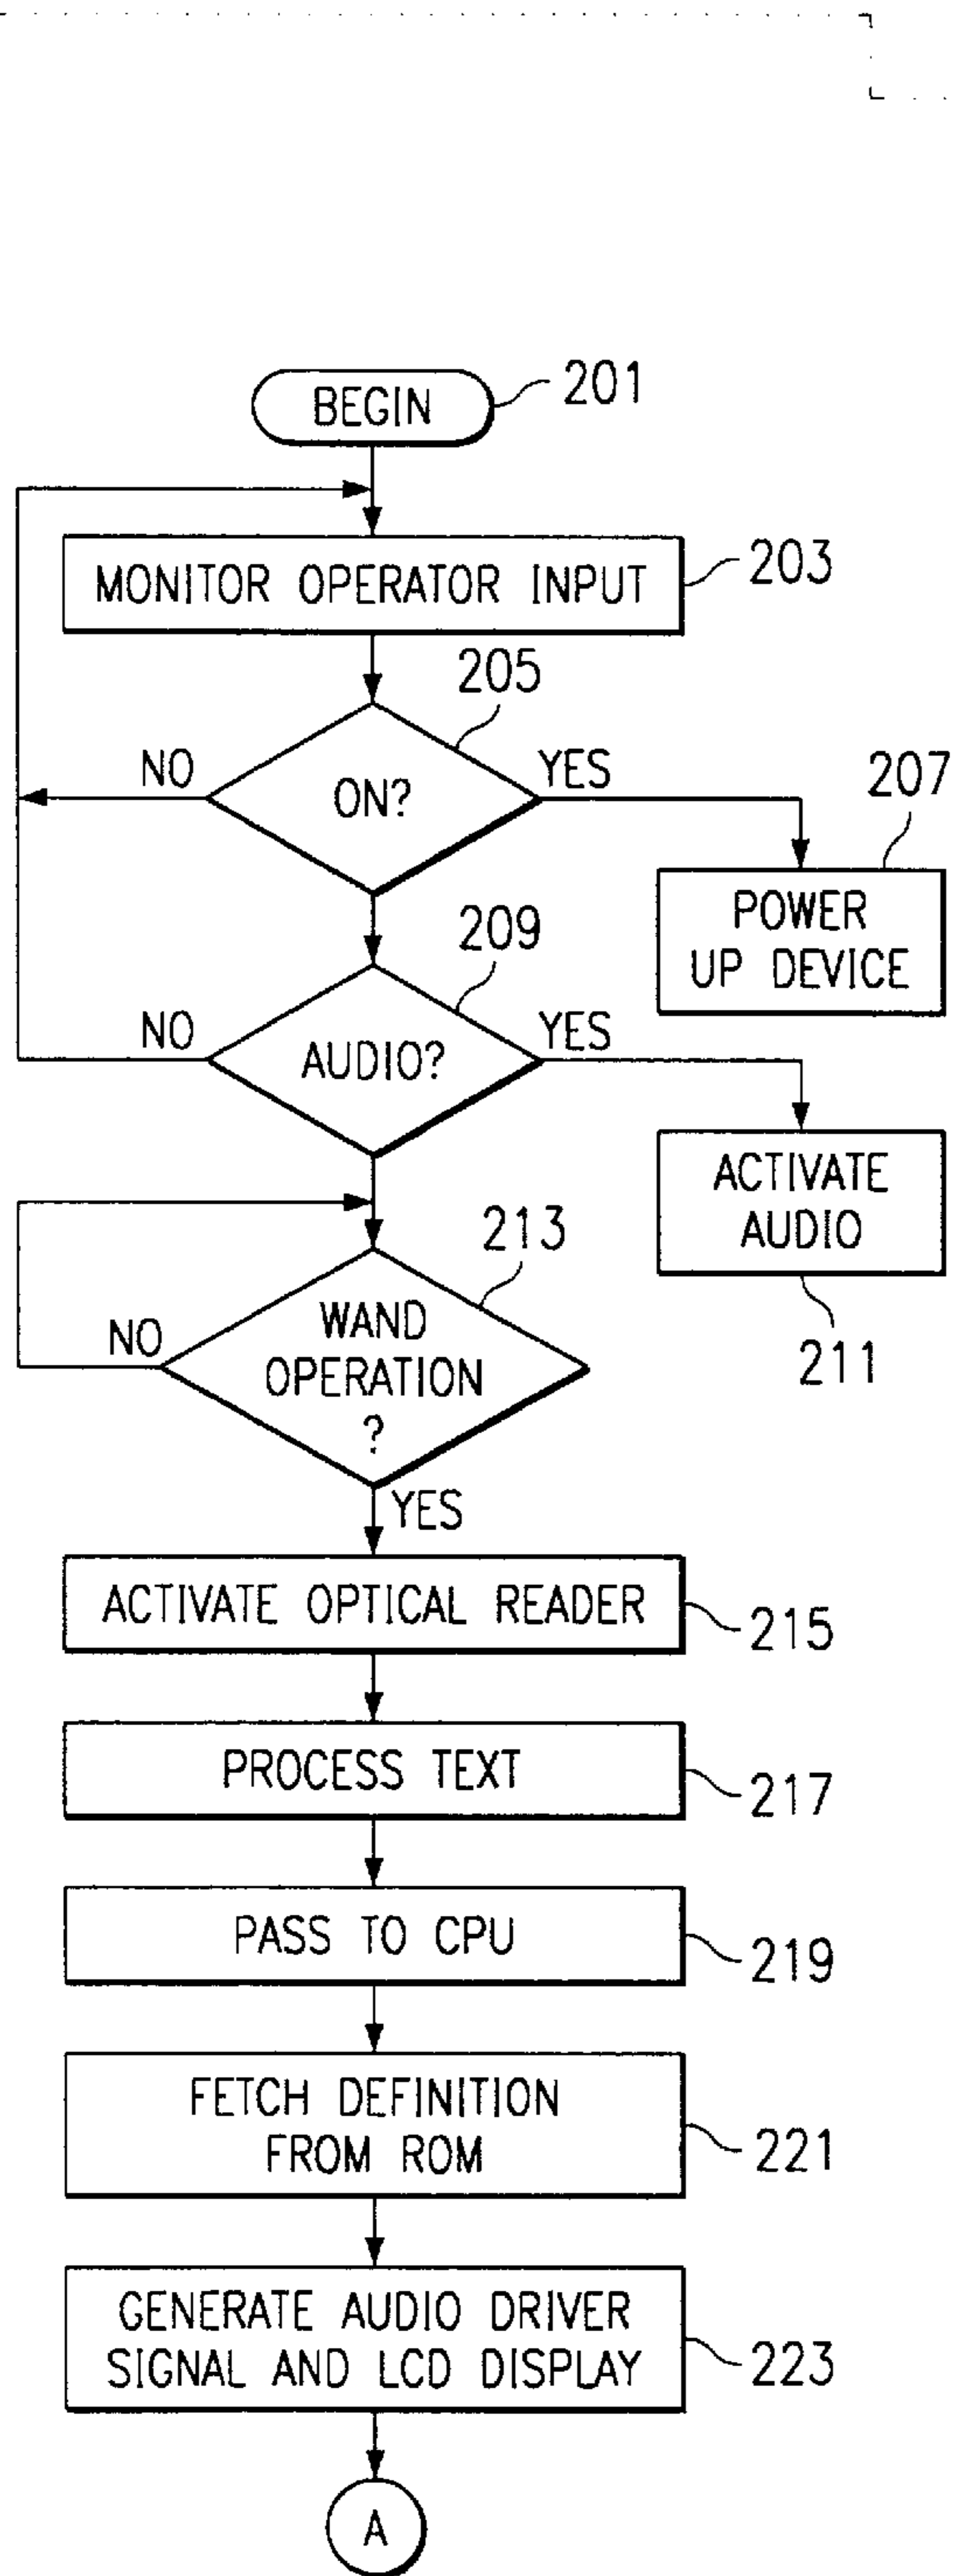 BEGIN
201
MONITOR OPERATOR INPUT
203
205
NO
ON?
YES
207
POWER
UP DEVICE
209
NO
AUDIO?
YES
ACTIVATE
AUDIO
211
213
NO
WAND
OPERATION
?
YES
ACTIVATE OPTICAL READER
215
PROCESS TEXT
217
PASS TO CPU
219
FETCH DEFINITION
FROM ROM
221
GENERATE AUDIO DRIVER
SIGNAL AND LCD DISPLAY
223
A